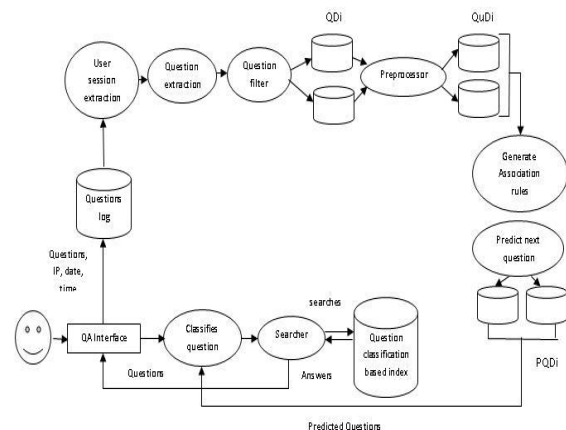 QDi
QuDi
User
session
extraction
Question
extraction
Question
filter
Preprocessor
Generate
Association
rules
Questions
log
Predict next
question
Questions,
IP, date,
time
searches
QA Interface
Classifies
question
Searcher
Question
classification
based index
Questions
Answers
PQDi
Predicted Questions